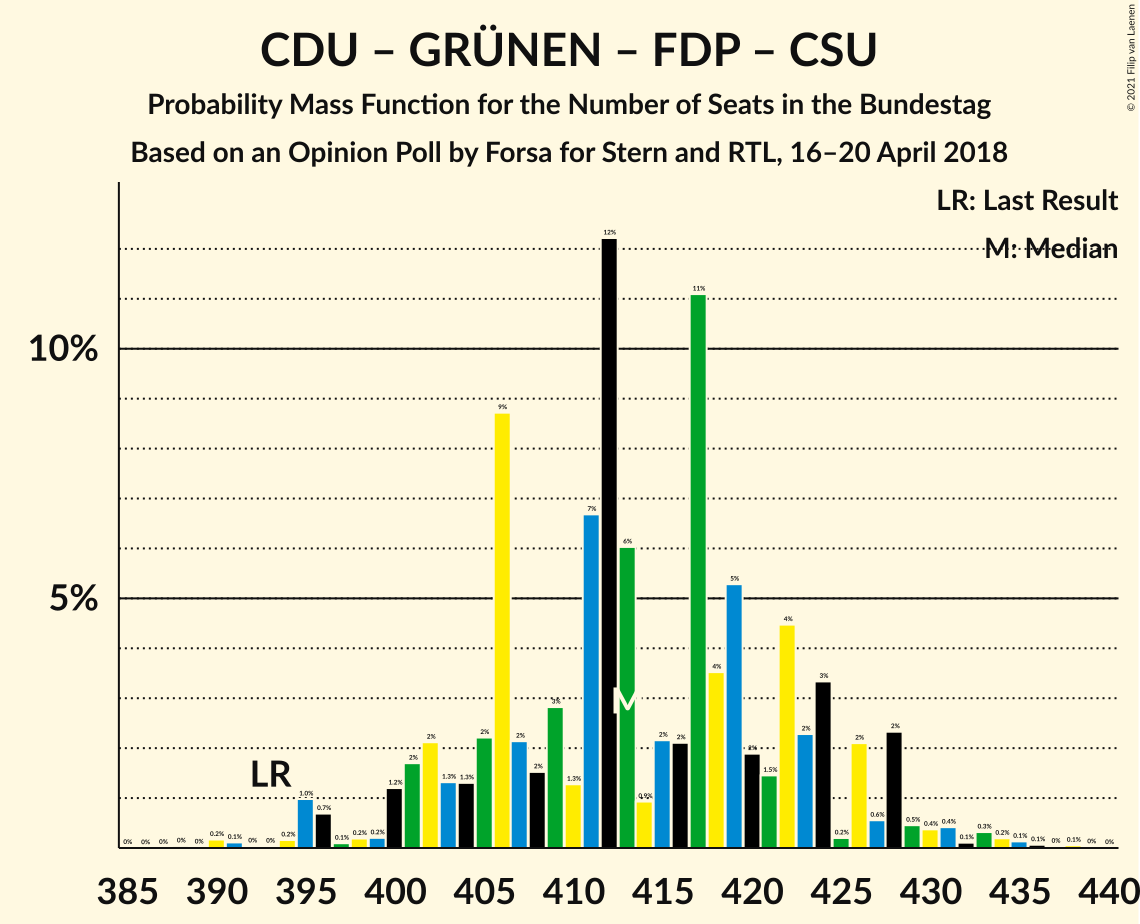 CDU – GRÜNEN – FDP – CSU
Probability Mass Function for the Number of Seats in the Bundestag
Based on an Opinion Poll by Forsa for Stern and RTL, 16–20 April 2018
© 2021 Filip van Laenen
LR: Last Result
M: Median
10%
5%
LR
M
0% 0% 0% 0% 0% 0.2% 0.1% 0% 0% 0.2% 1.0% 0.7% 0.1% 0.2% 0.2% 1.2% 2% 2% 1.3% 1.3% 2% 9% 2% 2% 3% 1.3% 7% 12% 6% 0.9% 2% 2% 11% 4% 5% 2% 1.5% 4% 2% 3% 0.2% 2% 0.6% 2% 0.5% 0.4% 0.4% 0.1% 0.3% 0.2% 0.1% 0.1% 0% 0.1% 0% 0%
385 390 395 400 405 410 415 420 425 430 435 440